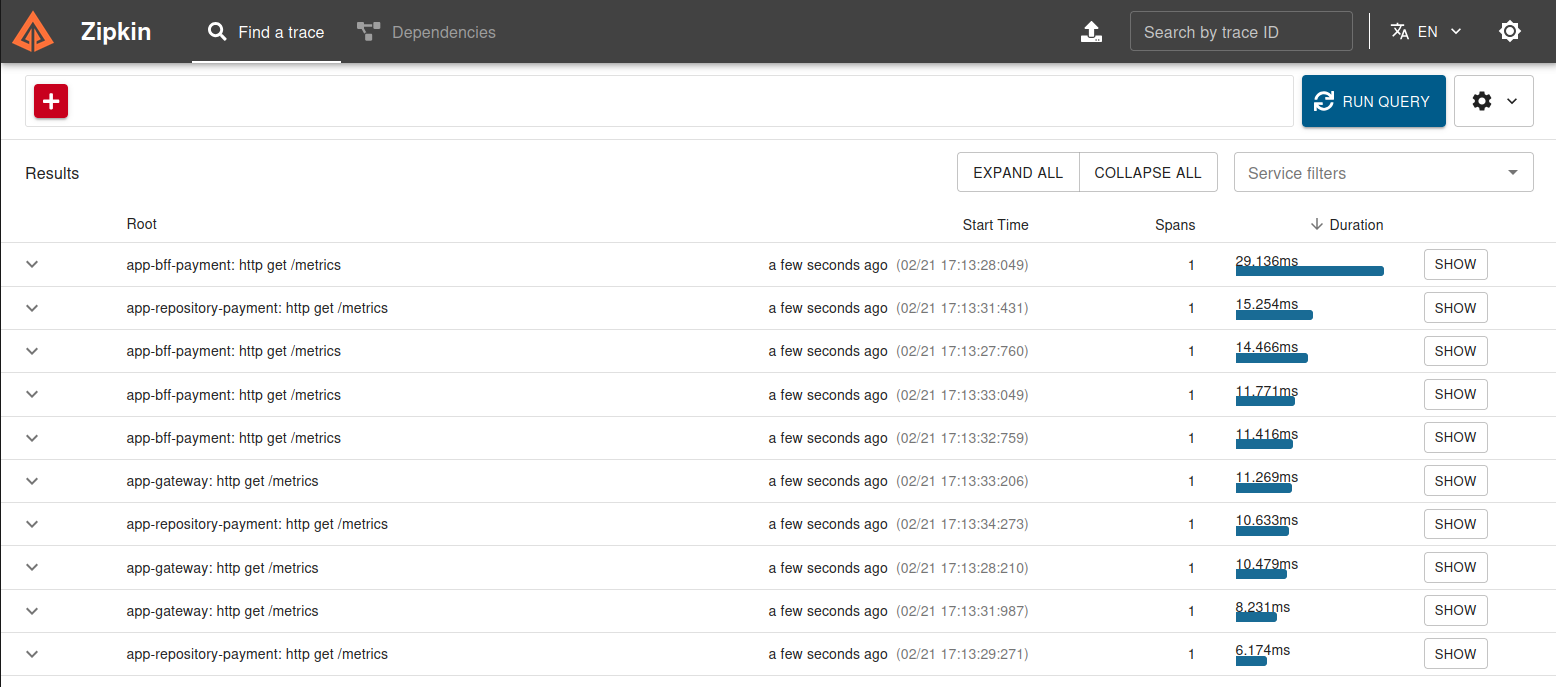 Zipkin Find a trace Dependencies Search by trace ID EN
RUN QUERY
Results EXPAND ALL COLLAPSE ALL Service filters
Root Start Time Spans Duration
app-bff-payment: http get /metrics a few seconds ago (02/21 17:13:28:049) 1 29.136ms SHOW
app-repository-payment: http get /metrics a few seconds ago (02/21 17:13:31:431) 1 15.254ms SHOW
app-bff-payment: http get /metrics a few seconds ago (02/21 17:13:27:760) 1 14.466ms SHOW
app-bff-payment: http get /metrics a few seconds ago (02/21 17:13:33:049) 1 11.771ms SHOW
app-bff-payment: http get /metrics a few seconds ago (02/21 17:13:32:759) 1 11.416ms SHOW
app-gateway: http get /metrics a few seconds ago (02/21 17:13:33:206) 1 11.269ms SHOW
app-repository-payment: http get /metrics a few seconds ago (02/21 17:13:34:273) 1 10.633ms SHOW
app-gateway: http get /metrics a few seconds ago (02/21 17:13:28:210) 1 10.479ms SHOW
app-gateway: http get /metrics a few seconds ago (02/21 17:13:31:987) 1 8.231ms SHOW
app-repository-payment: http get /metrics a few seconds ago (02/21 17:13:29:271) 1 6.174ms SHOW